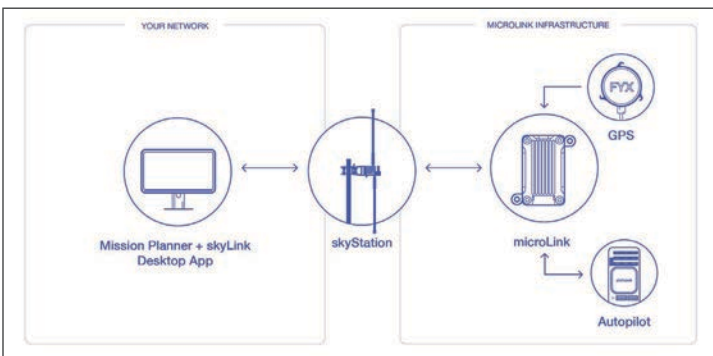 YOUR NETWORK
MICROLINK INFRASTRUCTURE
FYX
GPS
Mission Planner + skyLink
Desktop App
skyStation
microLink
Autopilot